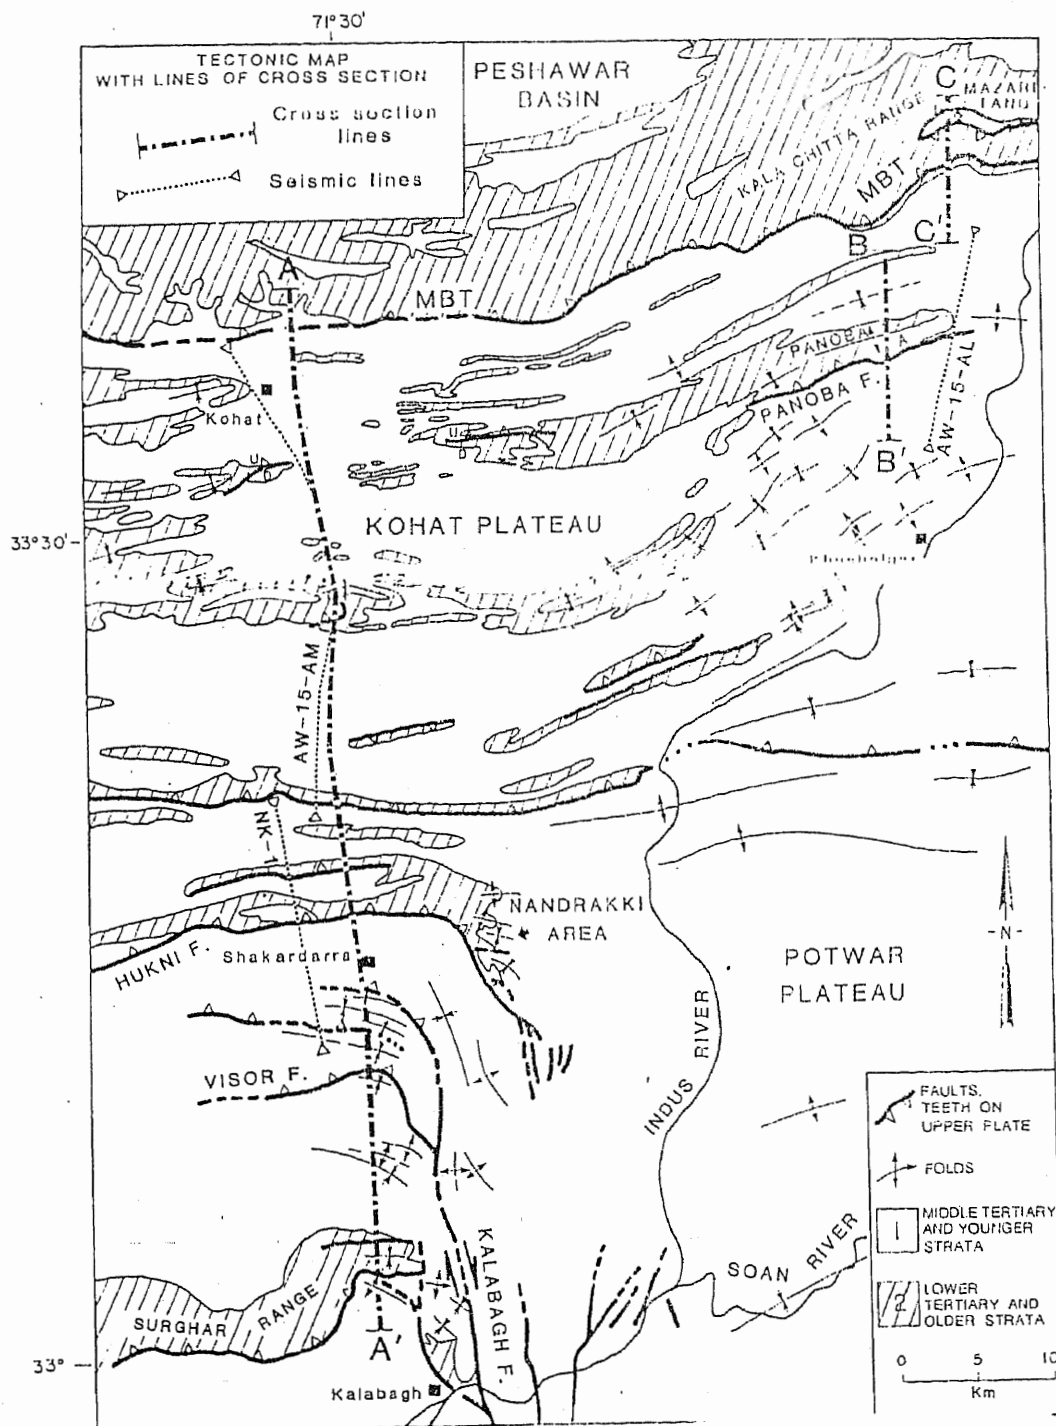 71°30'
TECTONIC MAP
WITH LINES OF CROSS SECTION
Cross section
lines
Seismic lines
PESHAWAR
BASIN
C
MAZARI
TANG
KALA CHITTA RANGE
MBT
B
C'
A
MBT
PANOBA
A
PANOBA F.
AW-15-AL
Kohat
U
U
B'
KOHAT PLATEAU
33°30'
AW-15-AM
NK-1
NANDRAKKI
AREA
HUKNI F.
Shakardarra
POTWAR
PLATEAU
-N-
INDUS RIVER
VISOR F.
KALABAGH F.
SOAN RIVER
SURGHAR RANGE
A'
33°
Kalabagh
FAULTS,
TEETH ON
UPPER PLATE
FOLDS
MIDDLE TERTIARY
AND YOUNGER
STRATA
LOWER
TERTIARY AND
OLDER STRATA
0 5 10
Km